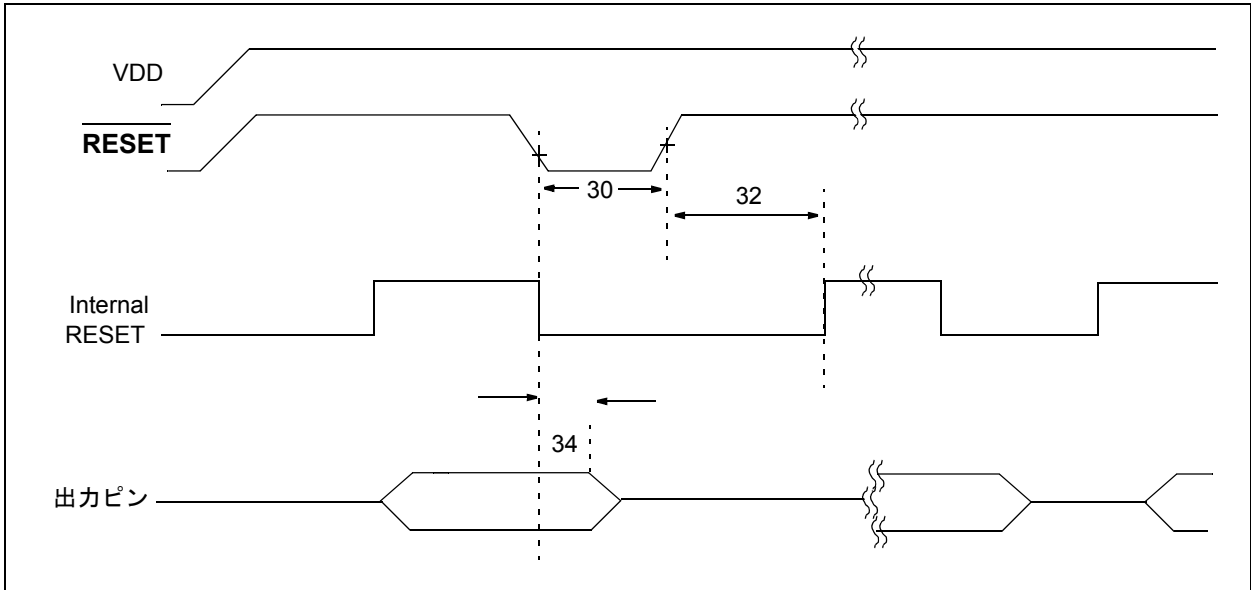 VDD
RESET
30
32
Internal
RESET
34
出力ピン